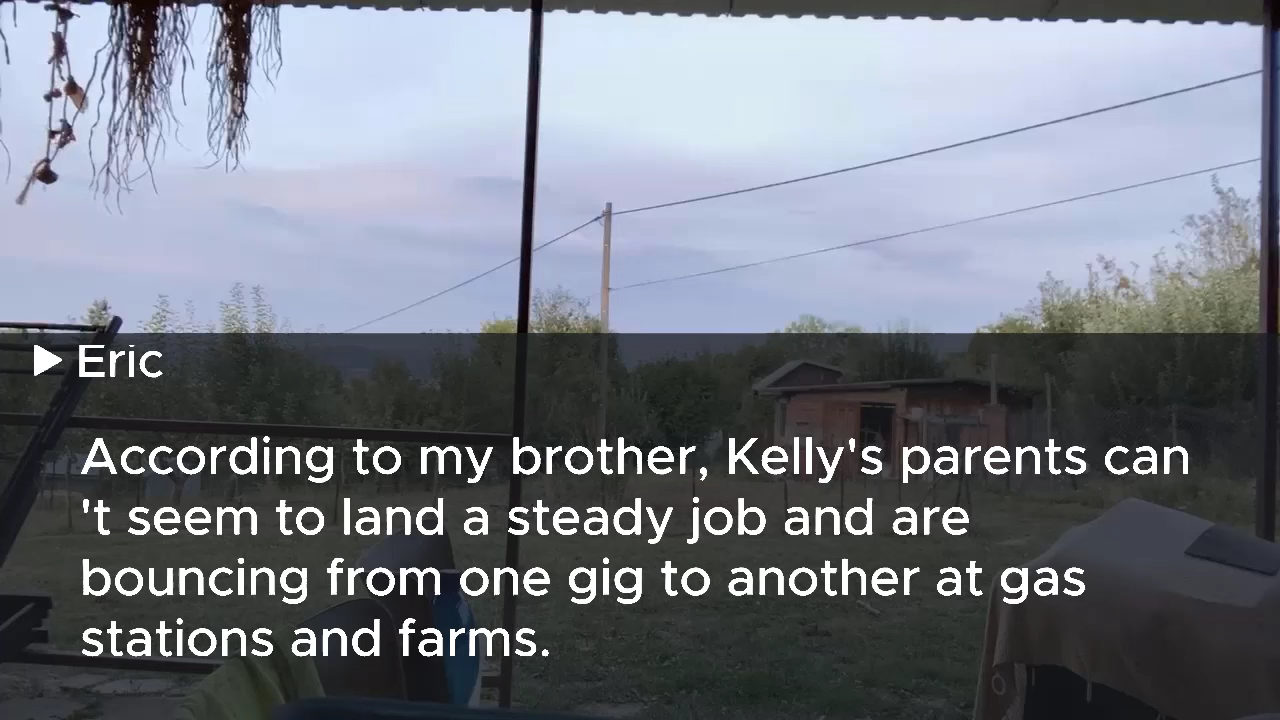 Eric
According to my brother, Kelly's parents can
't seem to land a steady job and are
bouncing from one gig to another at gas
stations and farms.